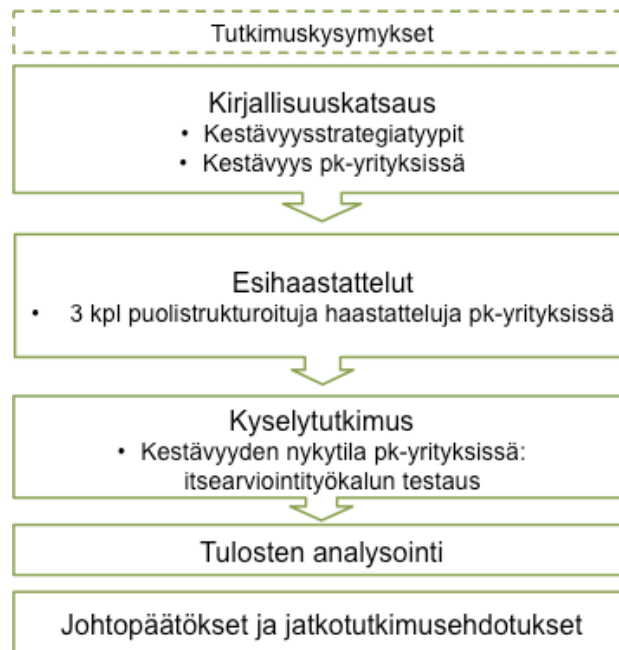 Tutkimuskysymykset
Kirjallisuuskatsaus
• Kestävyysstrategiatyypit
• Kestävyys pk-yrityksissä
Esihaastattelut
• 3 kpl puolistrukturoituja haastatteluja pk-yrityksissä
Kyselytutkimus
• Kestävyyden nykytila pk-yrityksissä:
itsearviointityökalun testaus
Tulosten analysointi
Johtopäätökset ja jatkotutkimusehdotukset